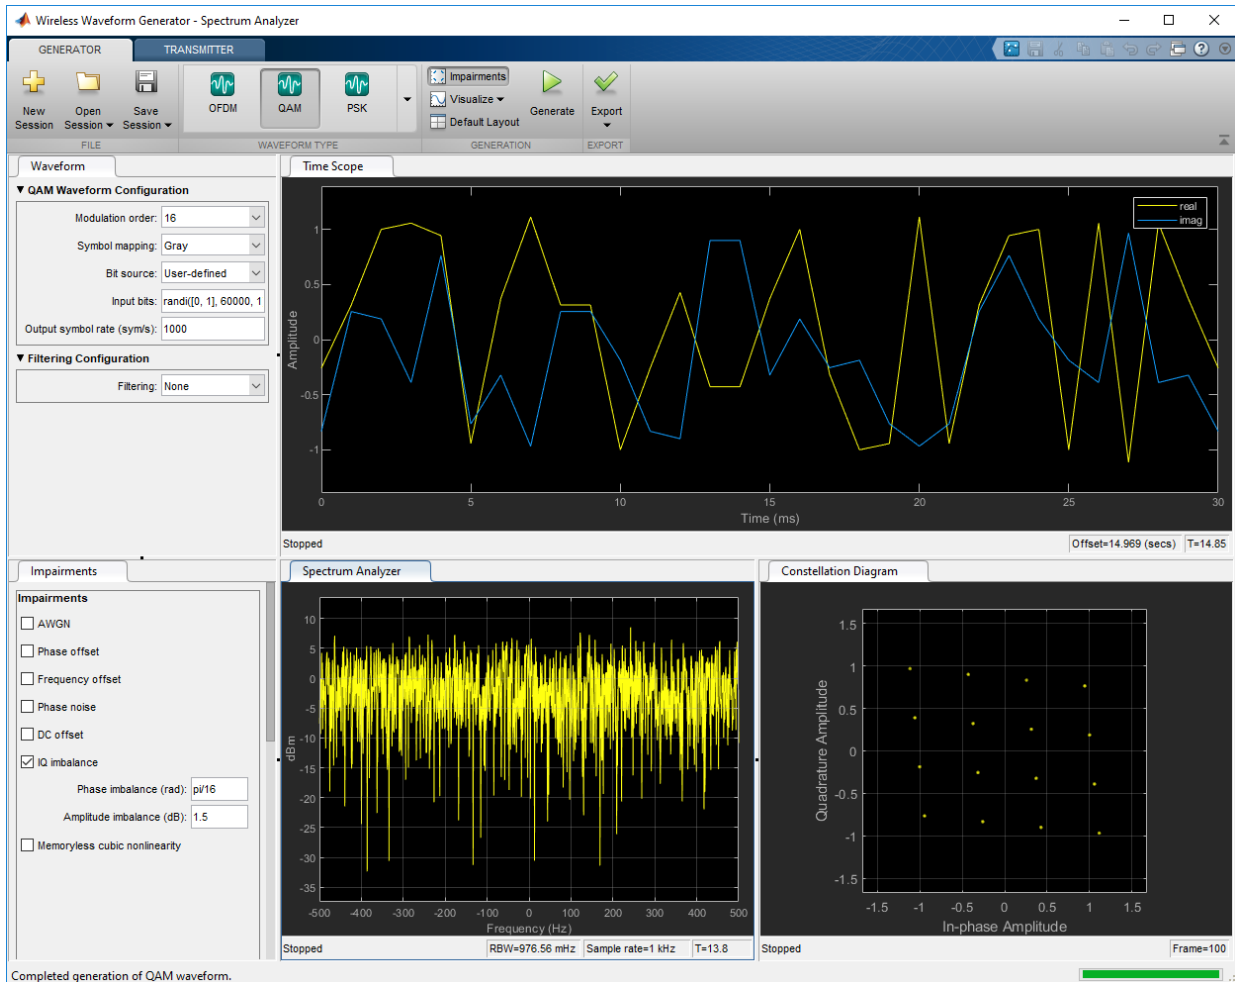 Wireless Waveform Generator - Spectrum Analyzer
GENERATOR
TRANSMITTER
New Session
Open Session
Save Session
FILE
OFDM
QAM
PSK
WAVEFORM TYPE
Impairments
Visualize
Default Layout
Generate
GENERATION
Export
EXPORT
Waveform
QAM Waveform Configuration
Modulation order: 16
Symbol mapping: Gray
Bit source: User-defined
Input bits: randi([0, 1], 60000, 1
Output symbol rate (sym/s): 1000
Filtering Configuration
Filtering: None
Time Scope
real
imag
1
0.5
0
-0.5
-1
Amplitude
0 5 10 15 20 25 30
Time (ms)
Stopped
Offset=14.969 (secs) T=14.85
Impairments
Impairments
AWGN
Phase offset
Frequency offset
Phase noise
DC offset
IQ imbalance
Phase imbalance (rad): pi/16
Amplitude imbalance (dB): 1.5
Memoryless cubic nonlinearity
Spectrum Analyzer
10
5
0
-5
-10
-15
-20
-25
-30
-35
dBm
-500 -400 -300 -200 -100 0 100 200 300 400 500
Frequency (Hz)
Stopped
RBW=976.56 mHz Sample rate=1 kHz T=13.8
Constellation Diagram
1.5
1
0.5
0
-0.5
-1
-1.5
Quadrature Amplitude
-1.5 -1 -0.5 0 0.5 1 1.5
In-phase Amplitude
Stopped
Frame=100
Completed generation of QAM waveform.